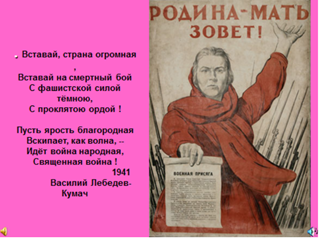 Вставай, страна огромная
,
Вставай на смертный бой
С фашистской силой
тёмною,
С проклятою ордой !
Пусть ярость благородная
Вскипает, как волна, --
Идёт война народная,
Священная война !
1941
Василий Лебедев-
Кумач
РОДИНА-МАТЬ
ЗОВЕТ!
ВОЕННАЯ ПРИСЯГА